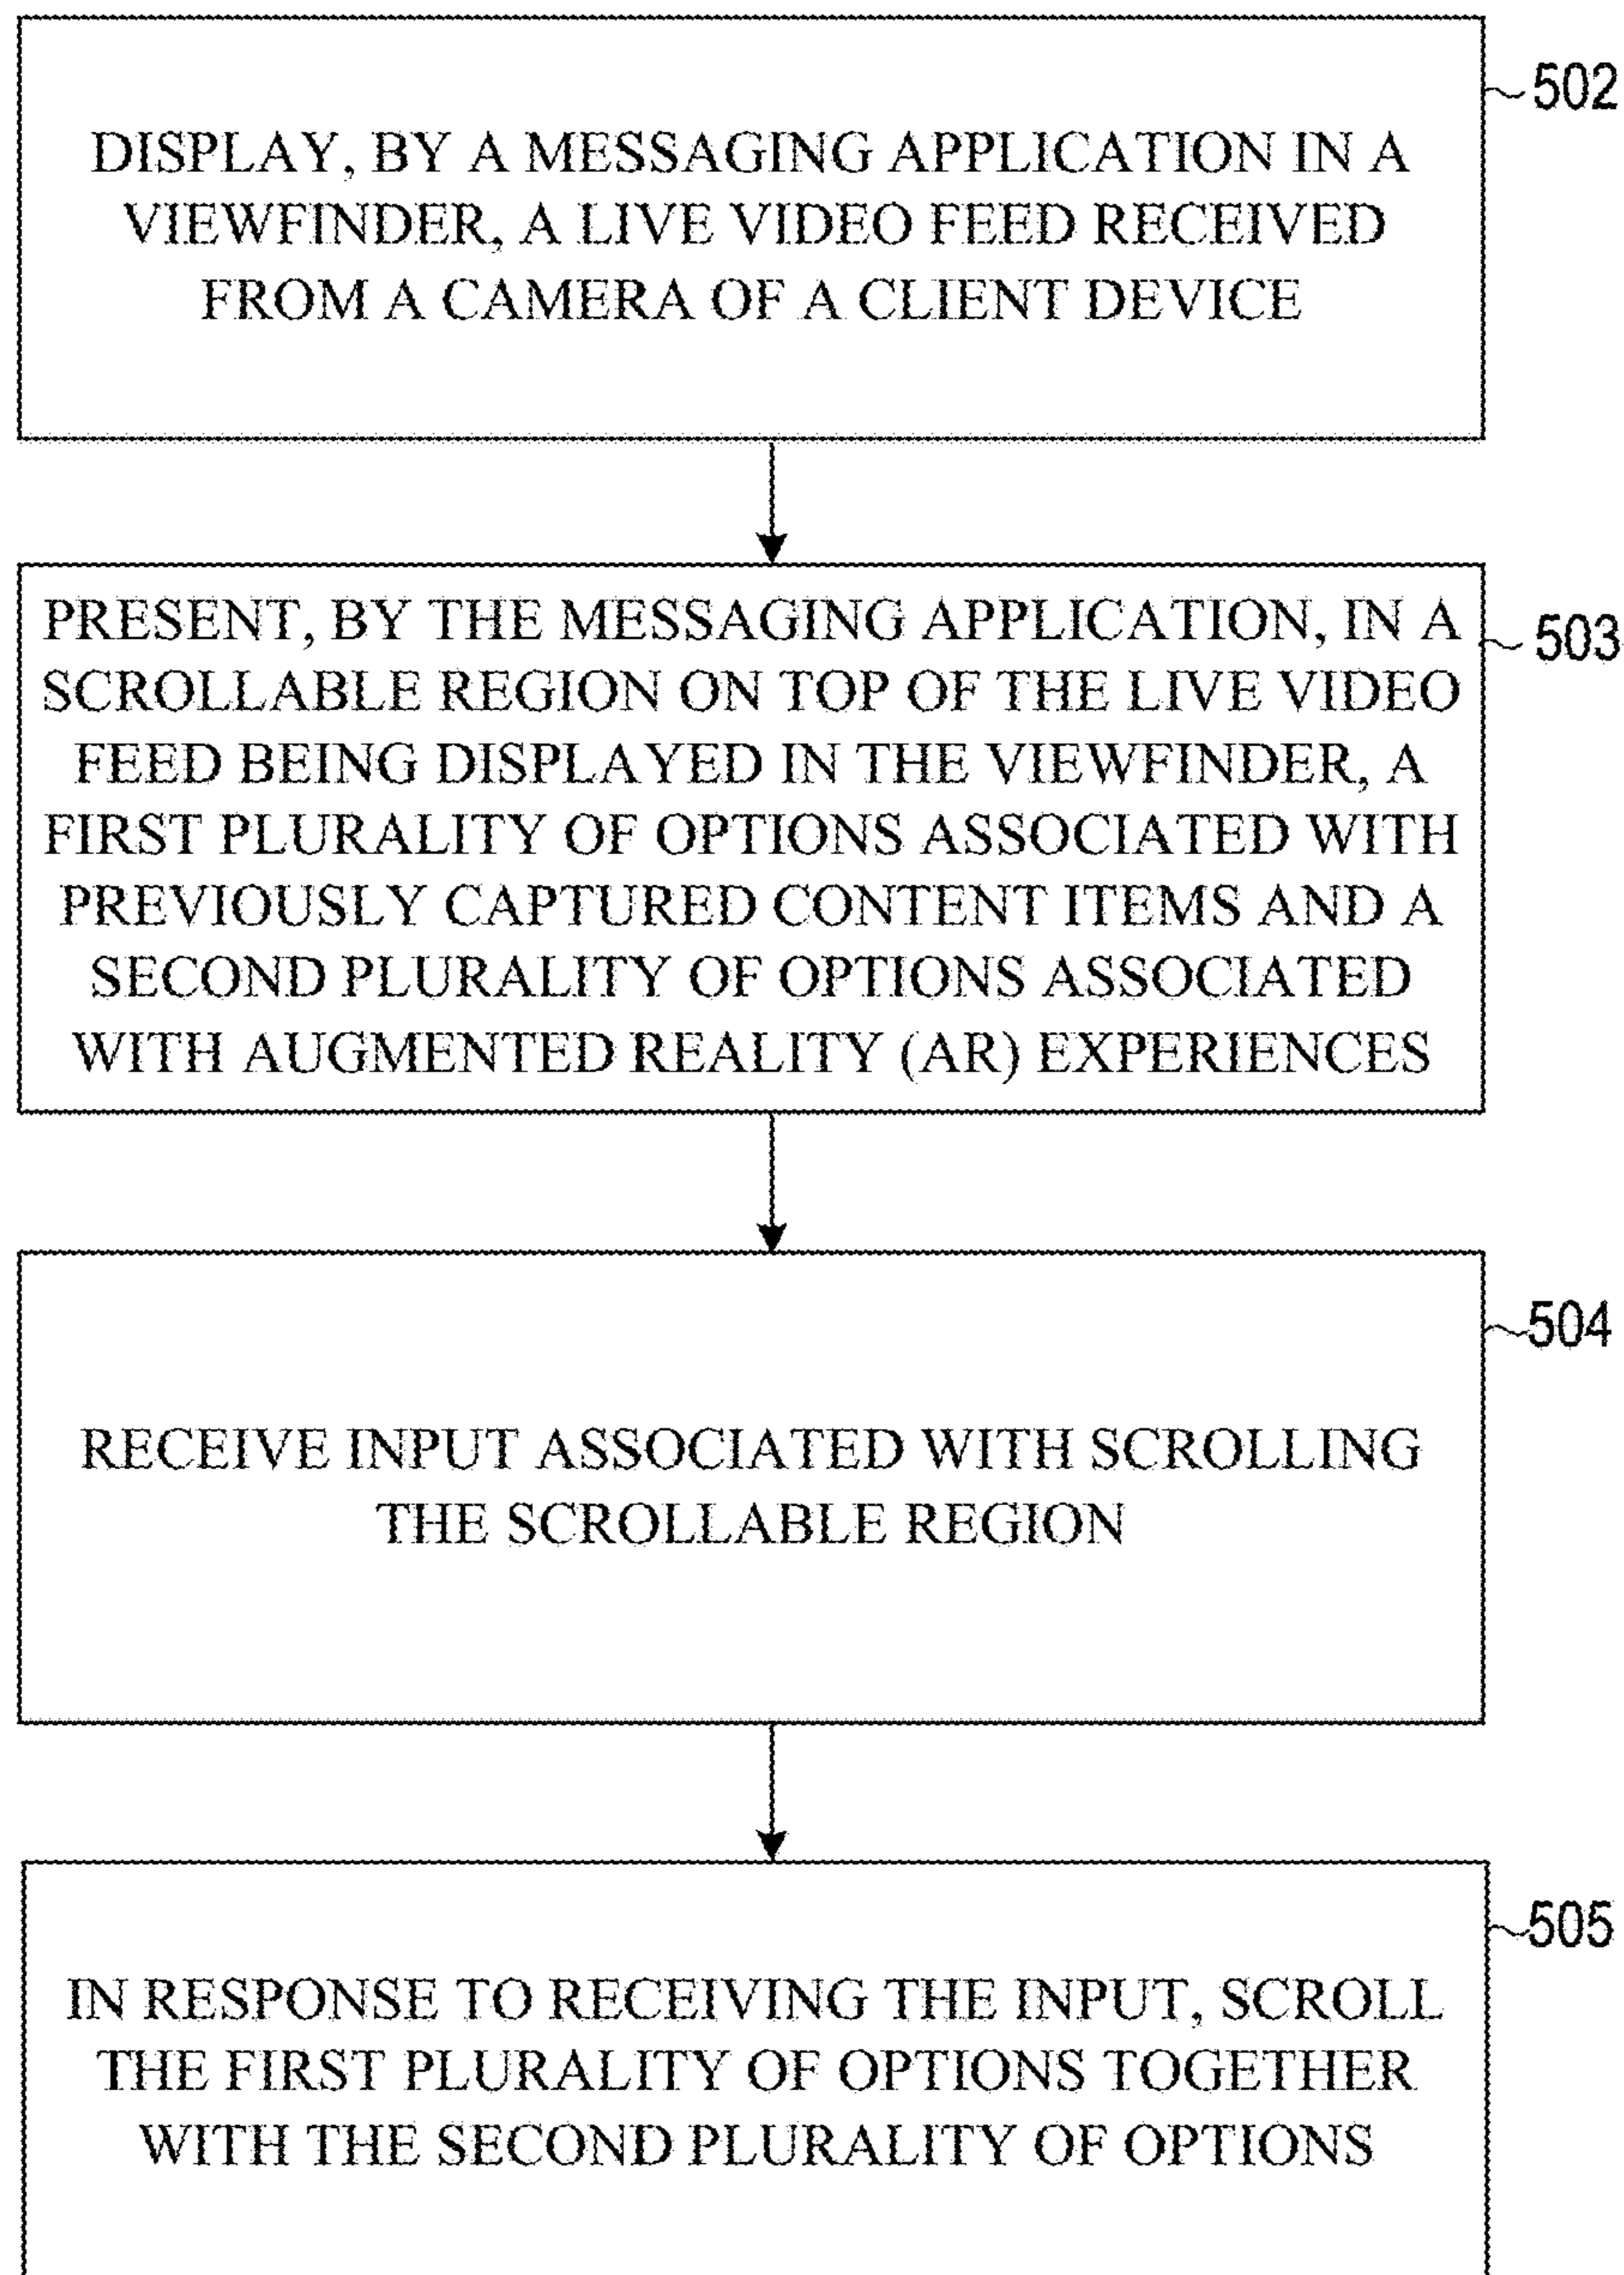 502
DISPLAY, BY A MESSAGING APPLICATION IN A
VIEWFINDER, A LIVE VIDEO FEED RECEIVED
FROM A CAMERA OF A CLIENT DEVICE
503
PRESENT, BY THE MESSAGING APPLICATION, IN A
SCROLLABLE REGION ON TOP OF THE LIVE VIDEO
FEED BEING DISPLAYED IN THE VIEWFINDER, A
FIRST PLURALITY OF OPTIONS ASSOCIATED WITH
PREVIOUSLY CAPTURED CONTENT ITEMS AND A
SECOND PLURALITY OF OPTIONS ASSOCIATED
WITH AUGMENTED REALITY (AR) EXPERIENCES
504
RECEIVE INPUT ASSOCIATED WITH SCROLLING
THE SCROLLABLE REGION
505
IN RESPONSE TO RECEIVING THE INPUT, SCROLL
THE FIRST PLURALITY OF OPTIONS TOGETHER
WITH THE SECOND PLURALITY OF OPTIONS